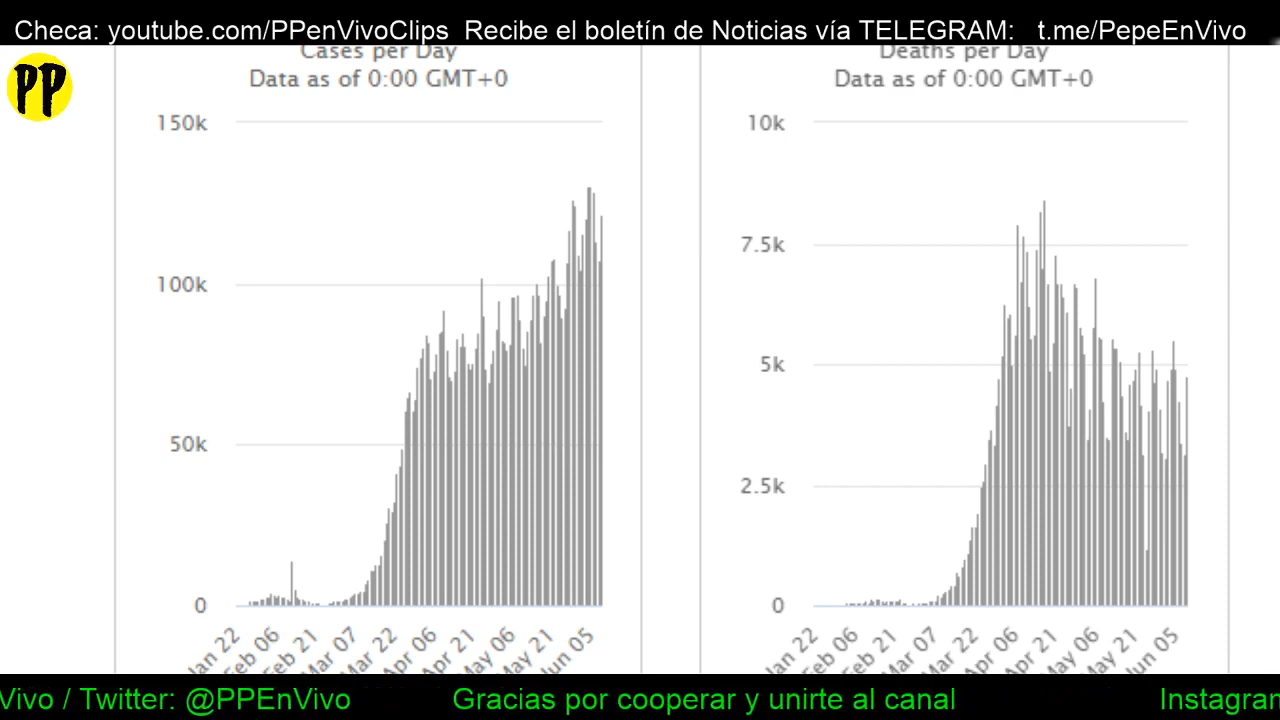 Checa: youtube.com/PPenVivoClips Recibe el boletín de Noticias vía TELEGRAM: t.me/PepeEnVivo
PP
Cases per Day
Data as of 0:00 GMT+0
150k
100k
50k
0
Jan 22
Feb 06
Feb 21
Mar 07
Mar 22
Apr 06
Apr 21
May 06
May 21
Jun 05
Deaths per Day
Data as of 0:00 GMT+0
10k
7.5k
5k
2.5k
0
Jan 22
Feb 06
Feb 21
Mar 07
Mar 22
Apr 06
Apr 21
May 06
May 21
Jun 05
Vivo / Twitter: @PPEnVivo Gracias por cooperar y unirte al canal Instagra